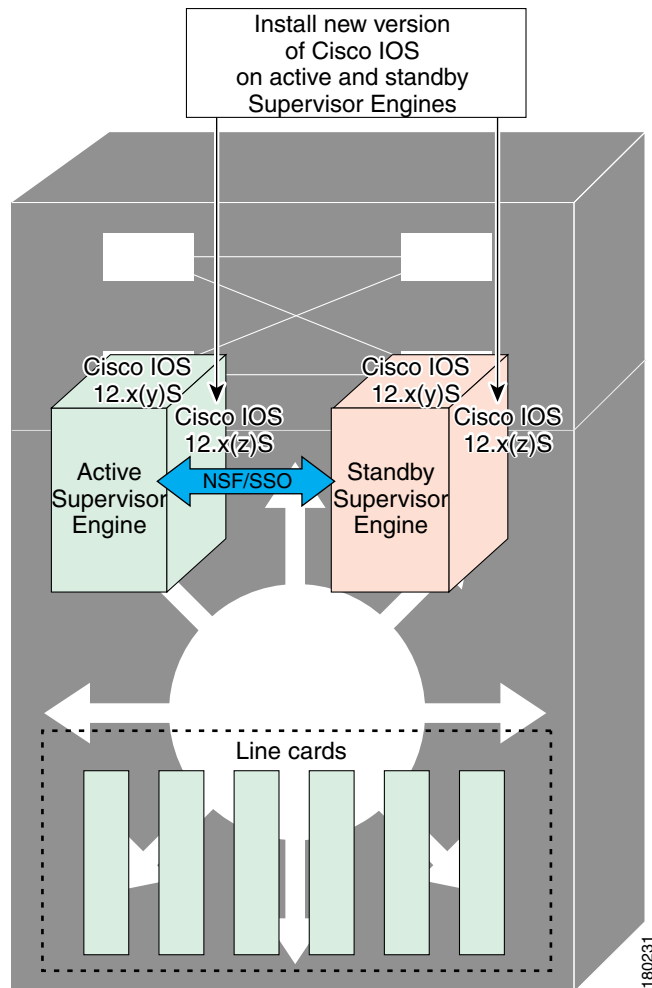 Install new version
of Cisco IOS
on active and standby
Supervisor Engines
Cisco IOS
12.x(y)S
Cisco IOS
12.x(z)S
Cisco IOS
12.x(y)S
Cisco IOS
12.x(z)S
Active
Supervisor
Engine
NSF/SSO
Standby
Supervisor
Engine
Line cards
180231